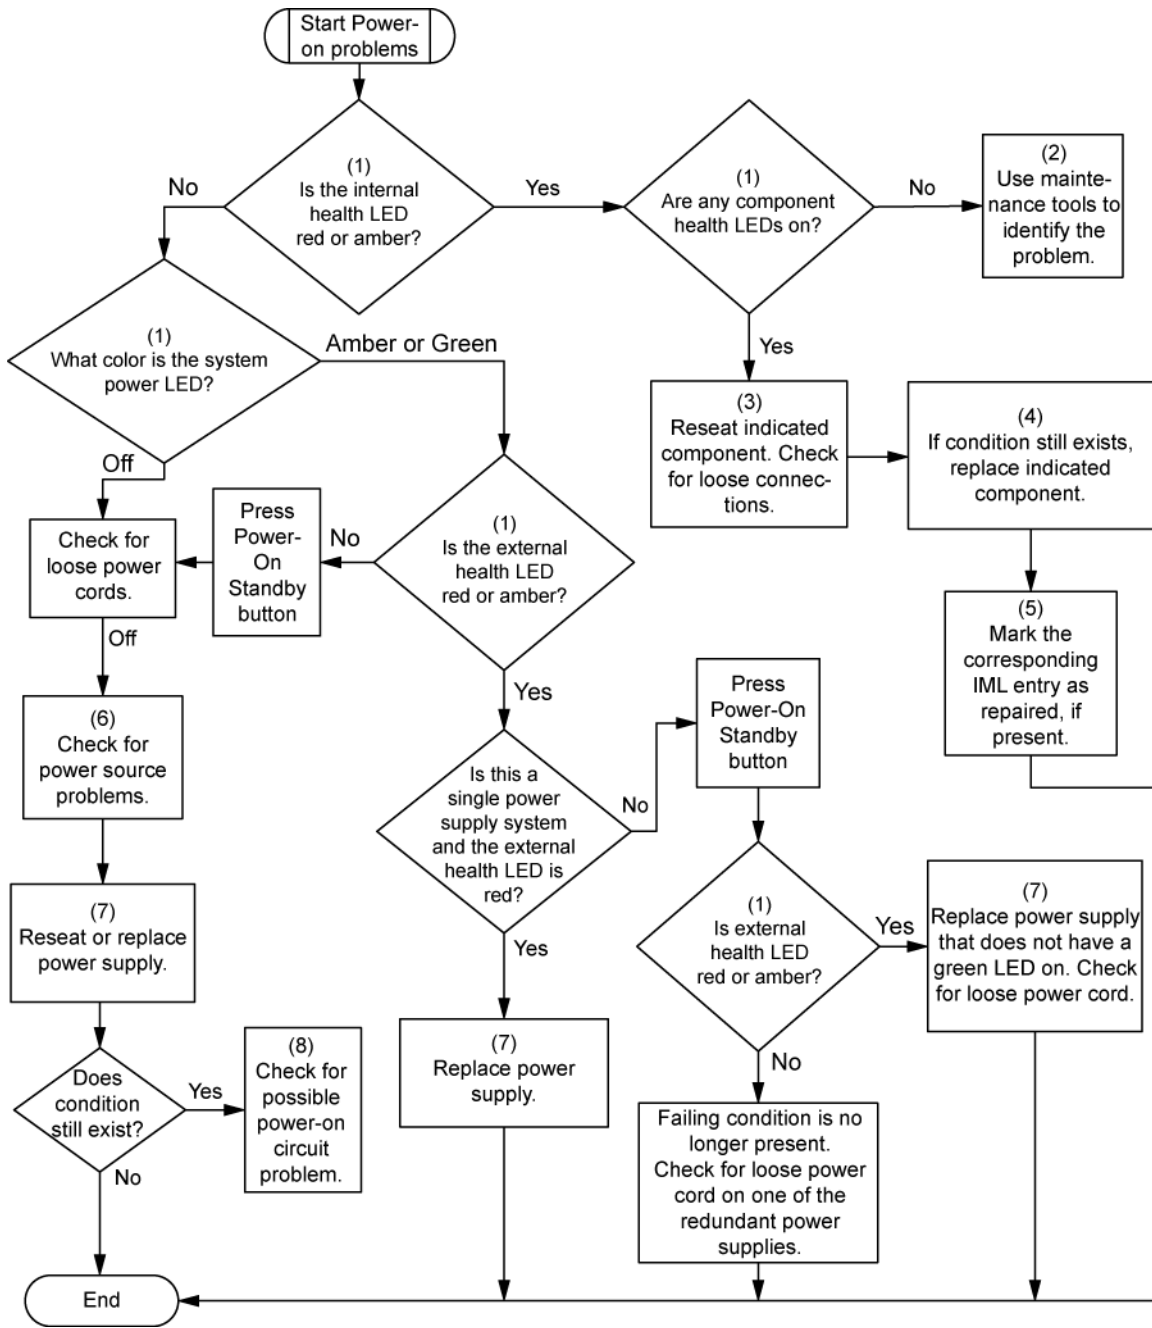 Start Power-
on problems
(1)
Is the internal
health LED
red or amber?
No
Yes
(1)
Are any component
health LEDs on?
No
(2)
Use mainte-
nance tools to
identify the
problem.
(1)
What color is the system
power LED?
Amber or Green
Off
Yes
(3)
Reseat indicated
component. Check
for loose connec-
tions.
(4)
If condition still exists,
replace indicated
component.
(5)
Mark the
corresponding
IML entry as
repaired, if
present.
Check for
loose power
cords.
Press
Power-
On
Standby
button
No
(1)
Is the external
health LED
red or amber?
Off
Yes
(6)
Check for
power source
problems.
Is this a
single power
supply system
and the external
health LED is
red?
No
Press
Power-On
Standby
button
Yes
(7)
Reseat or replace
power supply.
(1)
Is external
health LED
red or amber?
Yes
(7)
Replace power supply
that does not have a
green LED on. Check
for loose power cord.
No
Does
condition
still exist?
Yes
(8)
Check for
possible
power-on
circuit
problem.
No
(7)
Replace power
supply.
Failing condition is no
longer present.
Check for loose power
cord on one of the
redundant power
supplies.
End